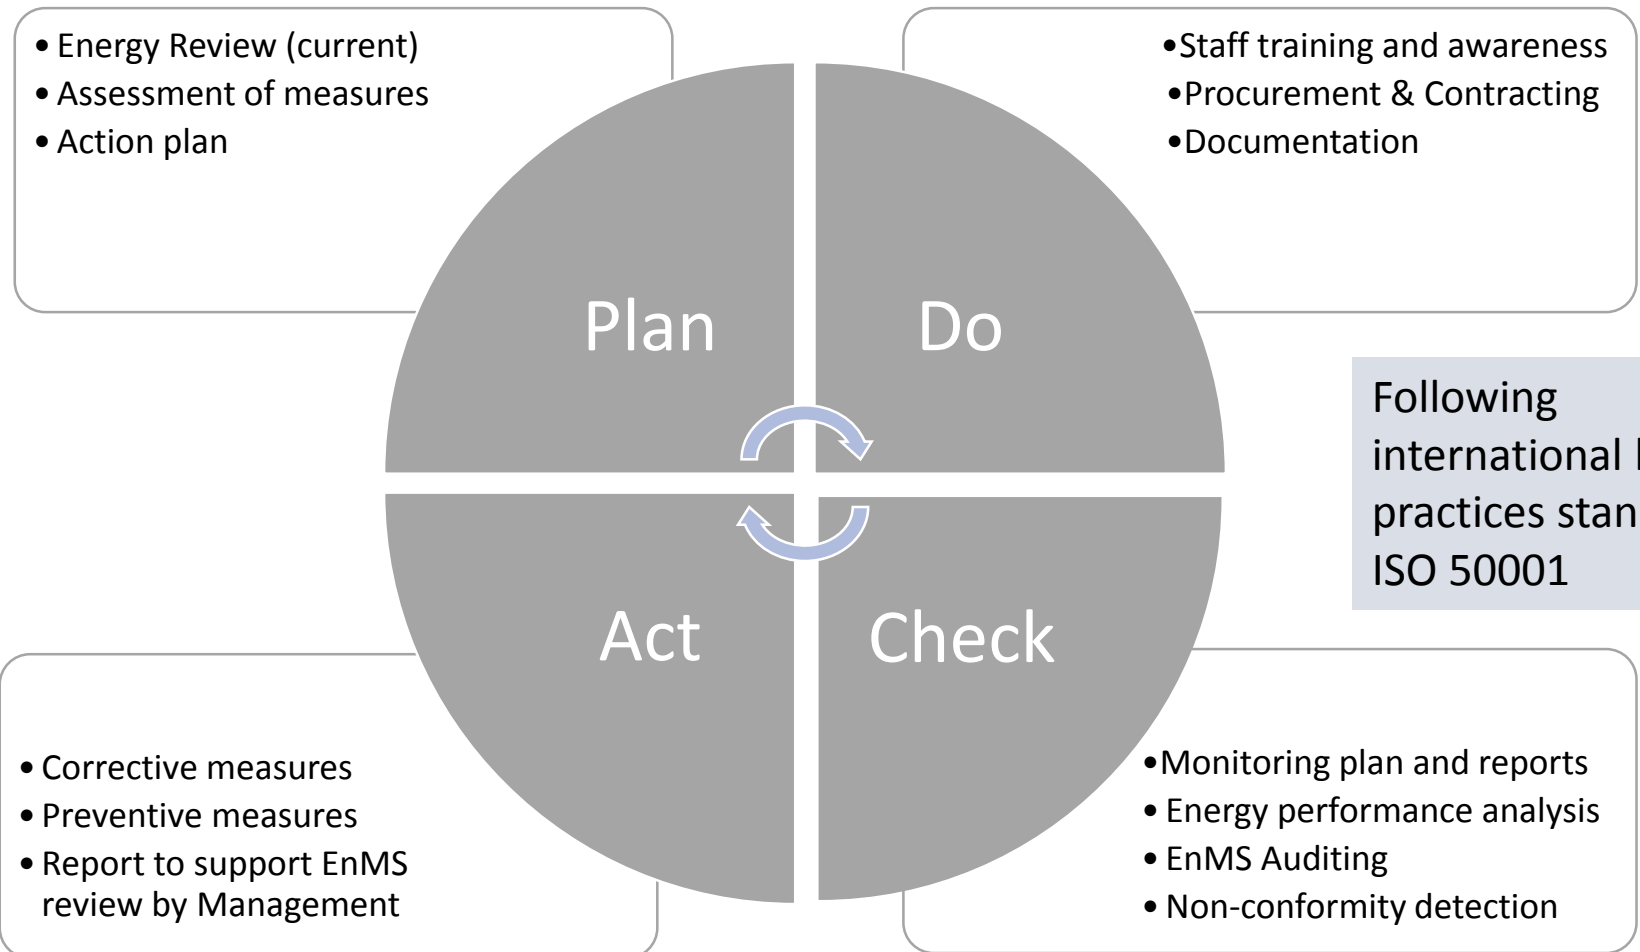 • Energy Review (current)
• Assessment of measures
• Action plan
•Staff training and awareness
•Procurement & Contracting
•Documentation
Plan
Do
Following
international
practices
ISO 50001
Act
Check
• Corrective measures
• Preventive measures
• Report to support EnMS
review by Management
•Monitoring plan and reports
• Energy performance analysis
• EnMS Auditing
• Non-conformity detection